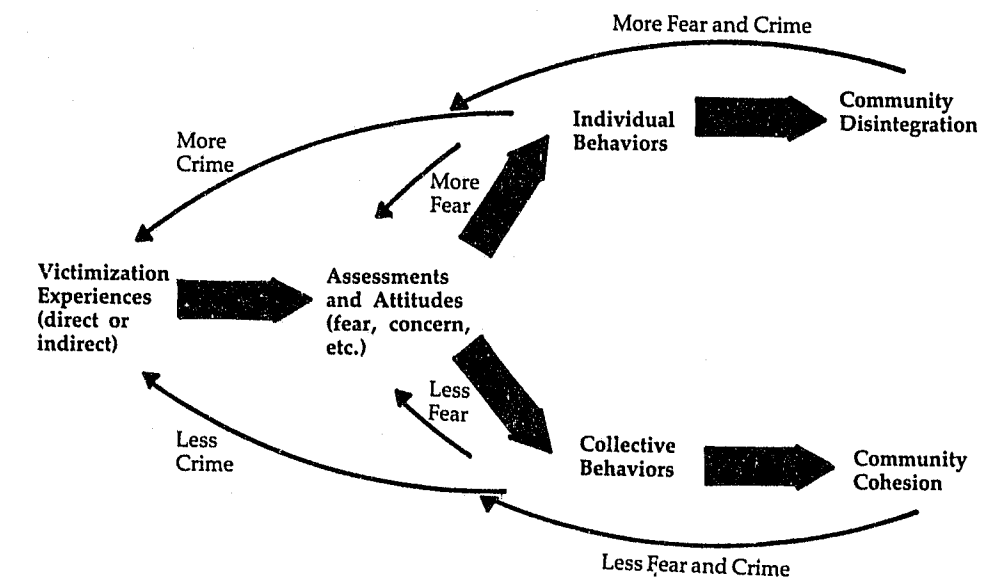 More Fear and Crime
Individual
Behaviors
Community
Disintegration
More
Crime
More
Fear
Victimization
Experiences
(direct or
indirect)
Assessments
and Attitudes
(fear, concern,
etc.)
Less
Fear
Less
Crime
Collective
Behaviors
Community
Cohesion
Less Fear and Crime